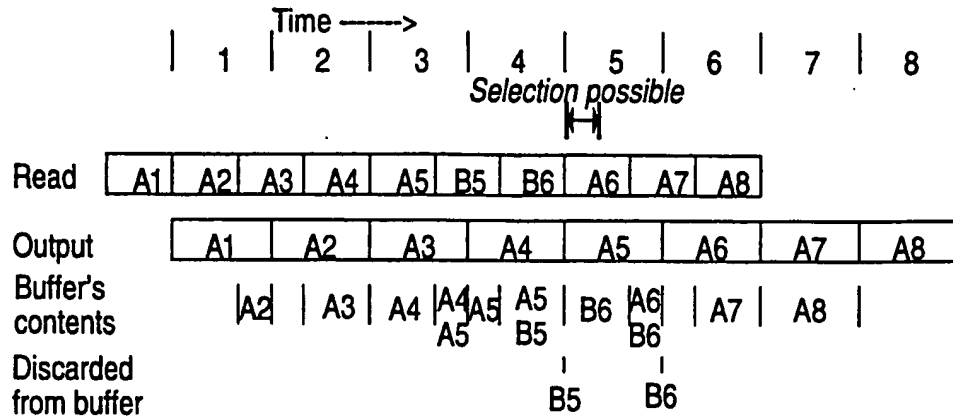 Time ------>
1 2 3 4 5 6 7 8
Selection possible
Read A1 A2 A3 A4 A5 B5 B6 A6 A7 A8
Output A1 A2 A3 A4 A5 A6 A7 A8
Buffer's contents A2 A3 A4 A4 A5 A5 A5 B5 B6 A6 B6 A7 A8
Discarded from buffer B5 B6